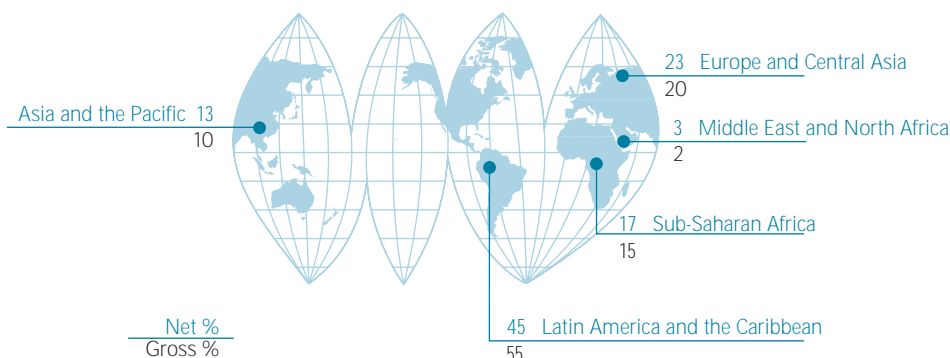 23 Europe and Central Asia
20
Asia and the Pacific 13
10
3 Middle East and North Africa
2
17 Sub-Saharan Africa
15
45 Latin America and the Caribbean
55
Net %
Gross %